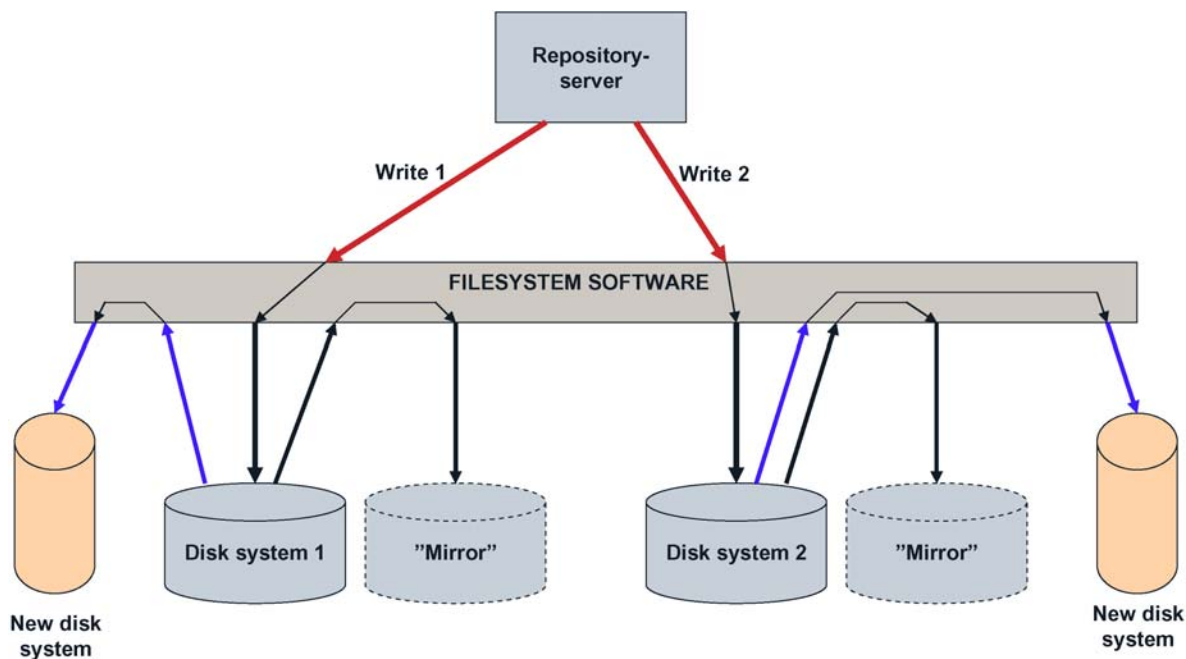 Repository-
server
Write 1
Write 2
FILESYSTEM SOFTWARE
Disk system 1
”Mirror”
Disk system 2
”Mirror”
New disk
system
New disk
system